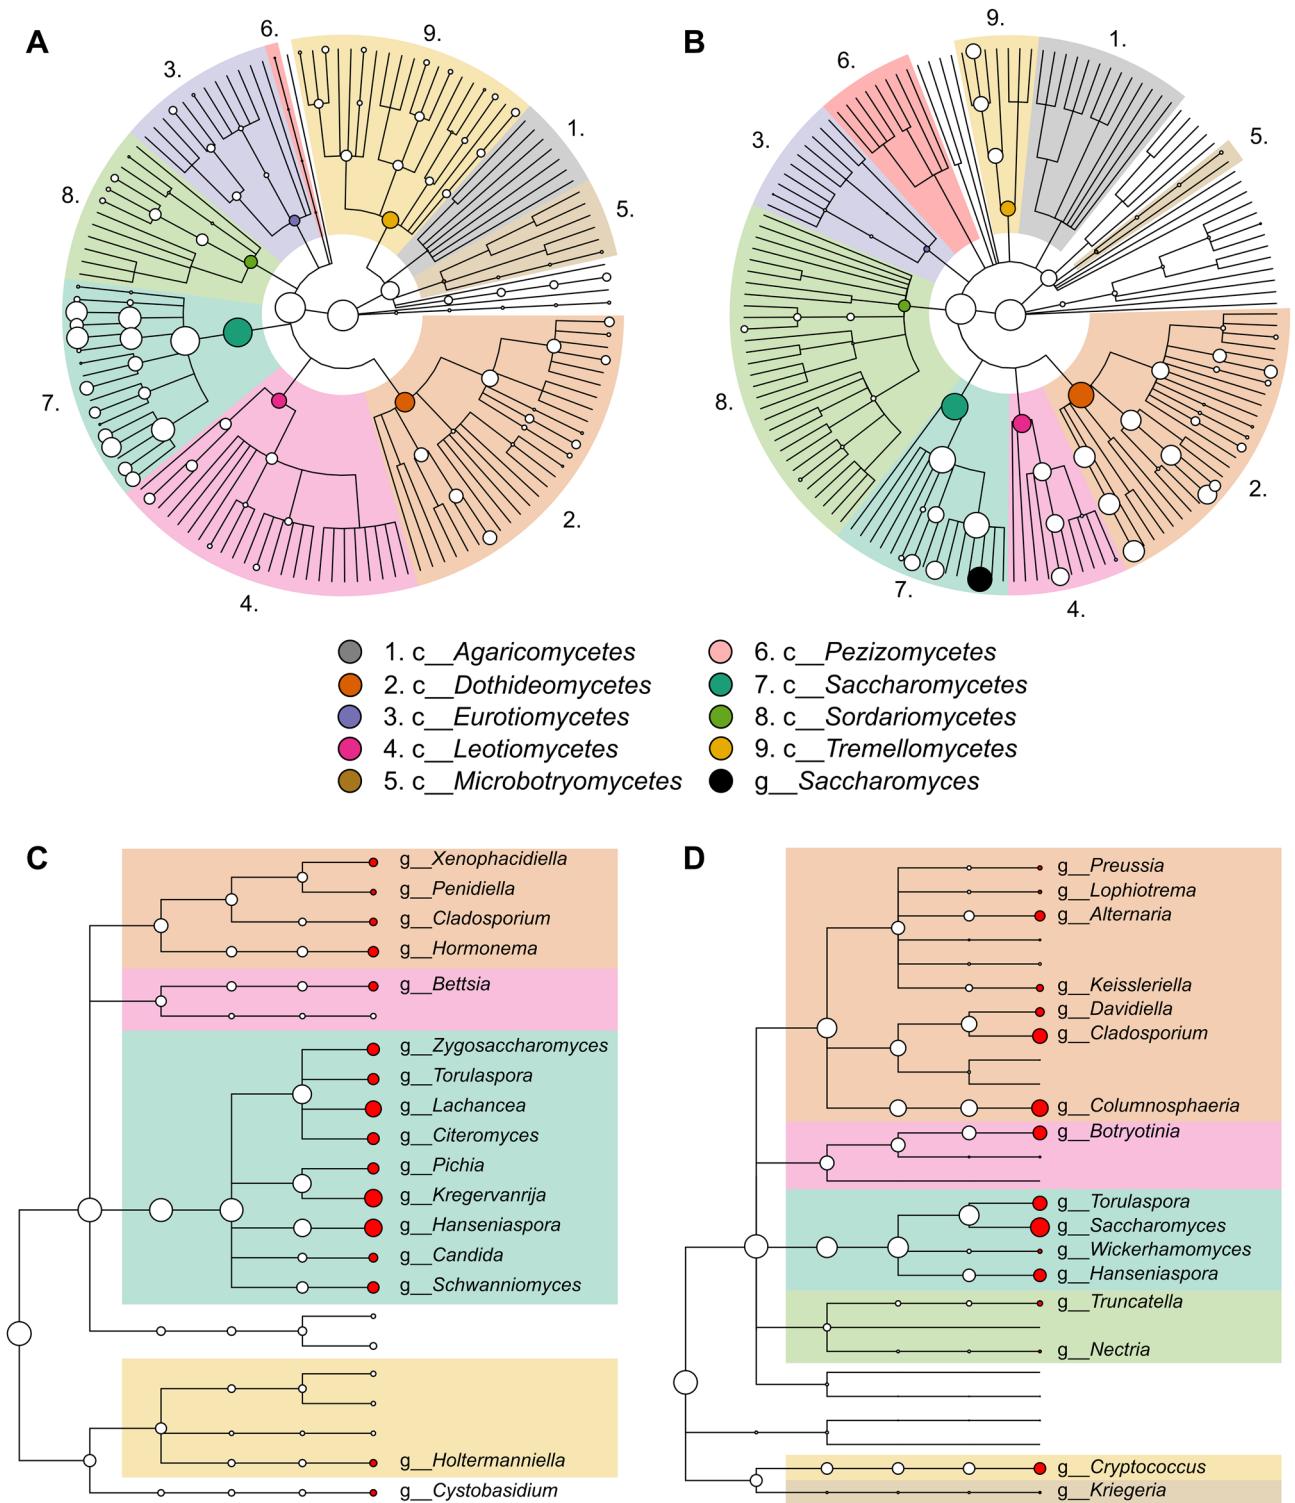 A
6.
9.
3.
1.
8.
5.
7.
2.
4.
B
9.
1.
6.
3.
5.
8.
2.
7.
4.
1. c__Agaricomycetes
2. c__Dothideomycetes
3. c__Eurotiomycetes
4. c__Leotiomycetes
5. c__Microbotryomycetes
6. c__Pezizomycetes
7. c__Saccharomycetes
8. c__Sordariomycetes
9. c__Tremellomycetes
g__Saccharomyces
C
g__Xenophacidiella
g__Penidiella
g__Cladosporium
g__Hormonema
g__Bettsia
g__Zygosaccharomyces
g__Torulaspora
g__Lachancea
g__Citeromyces
g__Pichia
g__Kregervanrija
g__Hanseniaspora
g__Candida
g__Schwanniomyces
g__Holtermanniella
g__Cystobasidium
D
g__Preussia
g__Lophiotrema
g__Alternaria
g__Keissleriella
g__Davidiella
g__Cladosporium
g__Columnosphaeria
g__Botryotinia
g__Torulaspora
g__Saccharomyces
g__Wickerhamomyces
g__Hanseniaspora
g__Truncatella
g__Nectria
g__Cryptococcus
g__Kriegeria